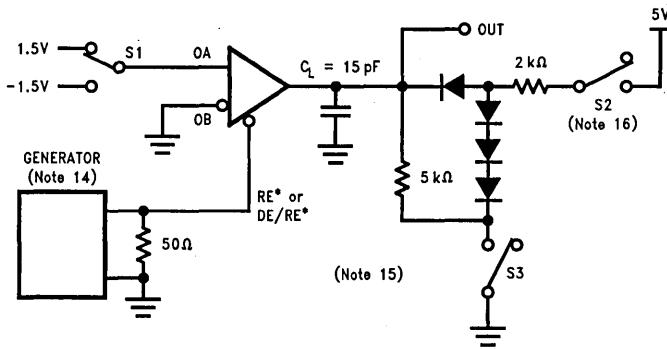 5V
1.5V
S1
OA
C_L = 15 pF
OUT
2 kΩ
-1.5V
OB
S2
(Note 16)
GENERATOR
(Note 14)
5 kΩ
RE* or
DE/RE*
50Ω
(Note 15)
S3